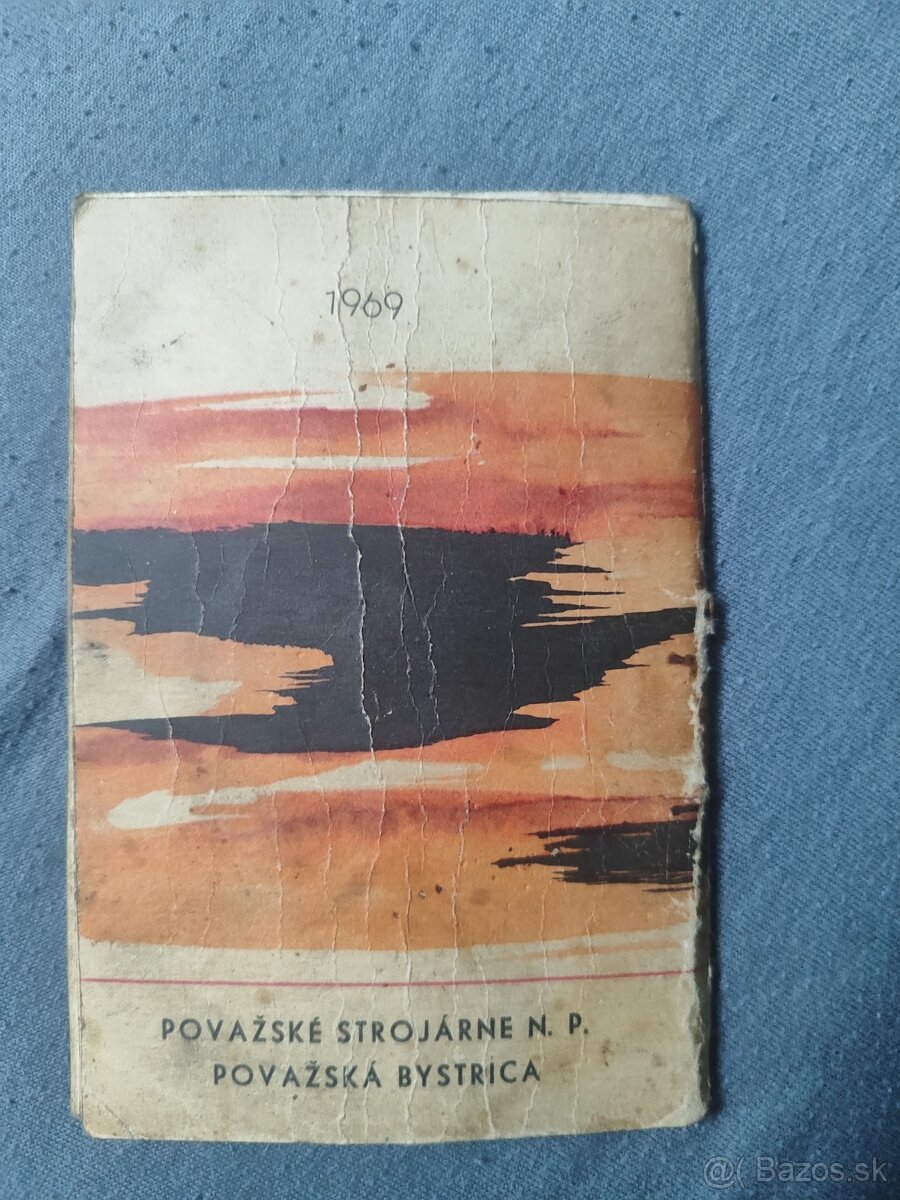 1969
POVAŽSKÉ STROJÁRNE N. P.
POVAŽSKÁ BYSTRICA
@( Bazos.sk